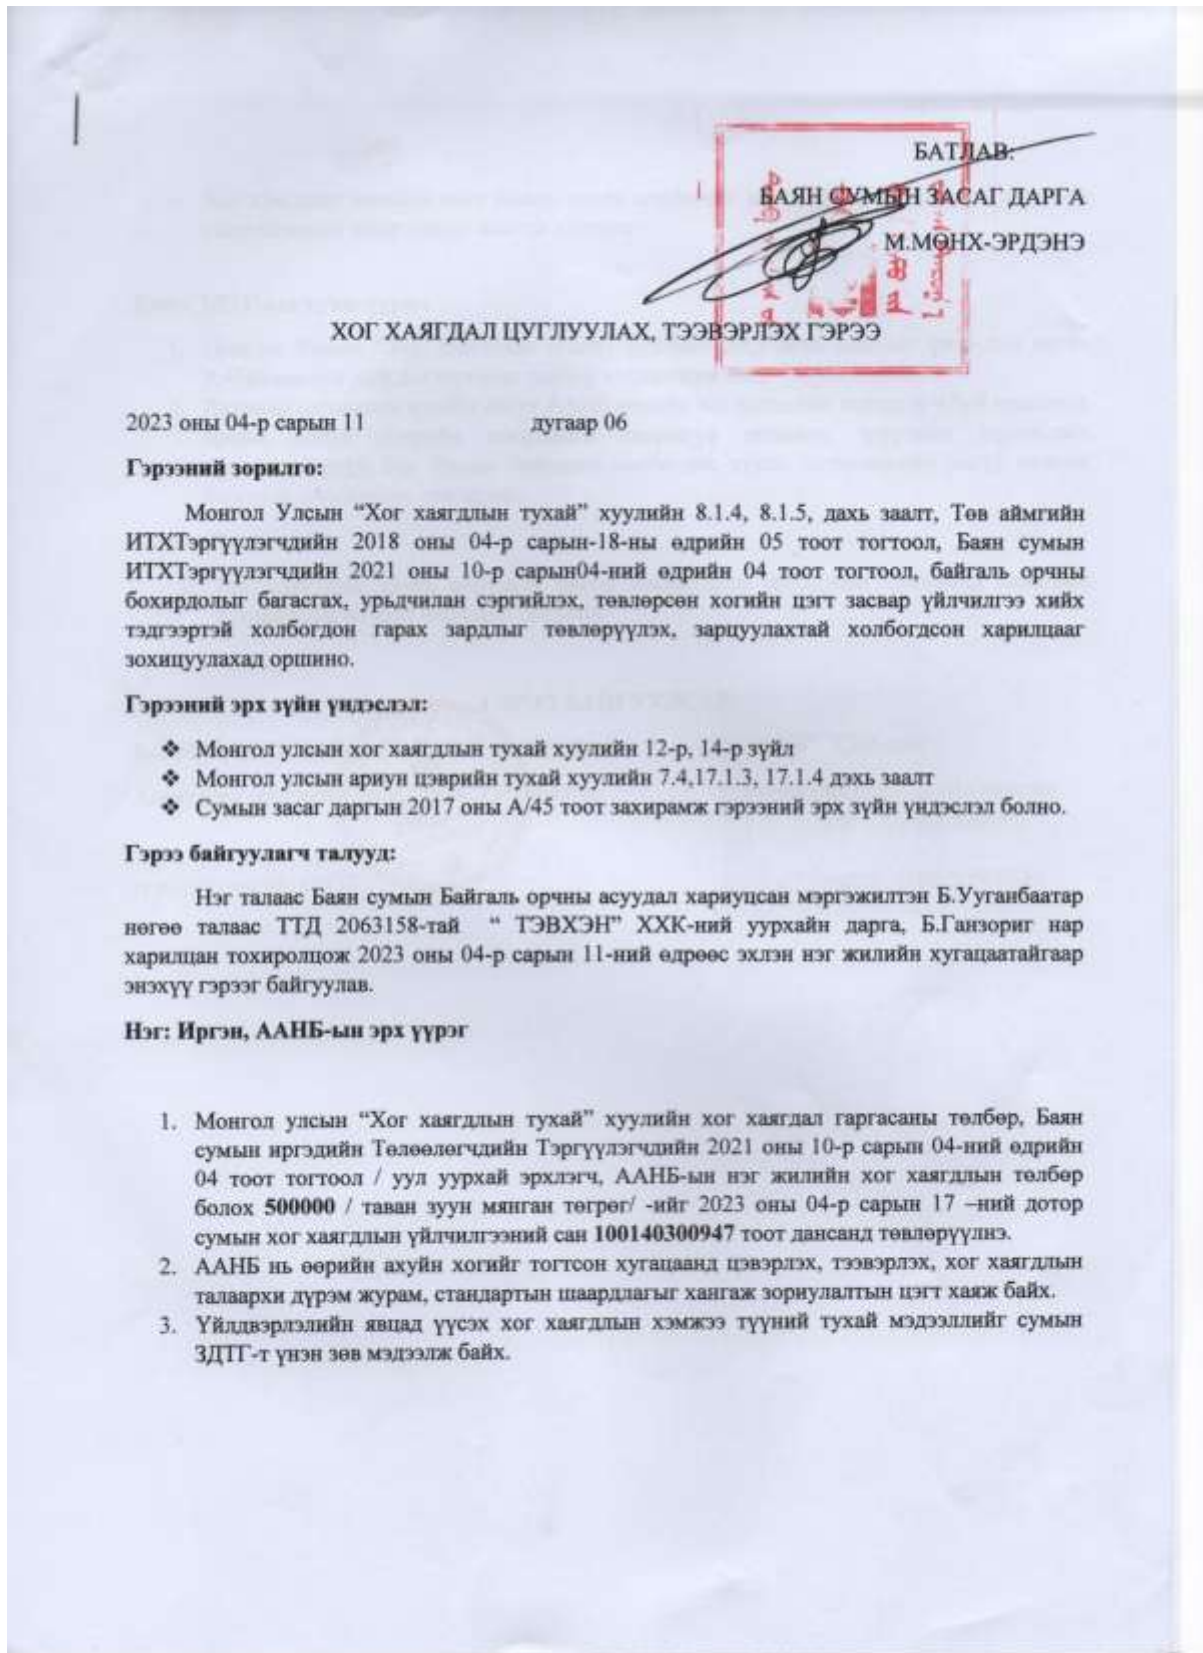 БАТЛАВ:
БАЯН СУМЫН ЗАСАГ ДАРГА
М.МӨНХ-ЭРДЭНЭ
ХОГ ХАЯГДАЛ ЦУГЛУУЛАХ, ТЭЭВЭРЛЭХ ГЭРЭЭ
2023 оны 04-р сарын 11 дугаар 06
Гэрээний зорилго:
Монгол Улсын “Хог хаягдлын тухай” хуулийн 8.1.4, 8.1.5, дахь заалт, Төв аймгийн
ИТХТэргүүлэгчдийн 2018 оны 04-р сарын-18-ны өдрийн 05 тоот тогтоол, Баян сумын
ИТХТэргүүлэгчдийн 2021 оны 10-р сарын04-ний өдрийн 04 тоот тогтоол, байгаль орчны
бохирдолыг багасгах, урьдчилан сэргийлэх, төвлөрсөн хогийн цэгт засвар үйлчилгээ хийх
тэдгээртэй холбогдон гарах зардлыг төвлөрүүлэх, зарцуулахтай холбогдсон харилцааг
зохицуулахад оршино.
Гэрээний эрх зүйн үндэслэл:
❖ Монгол улсын хог хаягдлын тухай хуулийн 12-р, 14-р зүйл
❖ Монгол улсын ариун цэврийн тухай хуулийн 7.4,17.1.3, 17.1.4 дэхь заалт
❖ Сумын засаг даргын 2017 оны А/45 тоот захирамж гэрээний эрх зүйн үндэслэл болно.
Гэрээ байгуулагч талууд:
Нэг талаас Баян сумын Байгаль орчны асуудал хариуцсан мэргэжилтэн Б.Ууганбаатар
нөгөө талаас ТТД 2063158-тай “ ТЭВХЭН” ХХК-ний уурхайн дарга, Б.Ганзориг нар
харилцан тохиролцож 2023 оны 04-р сарын 11-ний өдрөөс эхлэн нэг жилийн хугацаатайгаар
энэхүү гэрээг байгуулав.
Нэг: Иргэн, ААНБ-ын эрх үүрэг
1. Монгол улсын “Хог хаягдлын тухай” хуулийн хог хаягдал гаргасаны төлбөр, Баян
сумын иргэдийн Төлөөлөгчдийн Тэргүүлэгчдийн 2021 оны 10-р сарын 04-ний өдрийн
04 тоот тогтоол / уул уурхай эрхлэгч, ААНБ-ын нэг жилийн хог хаягдлын төлбөр
болох 500000 / таван зуун мянган төгрөг/ -ийг 2023 оны 04-р сарын 17 –ний дотор
сумын хог хаягдлын үйлчилгээний сан 100140300947 тоот дансанд төвлөрүүлнэ.
2. ААНБ нь өөрийн ахуйн хогийг тогтсон хугацаанд цэвэрлэх, тээвэрлэх, хог хаягдлын
талаархи дүрэм журам, стандартын шаардлагыг хангаж зориулалтын цэгт хаяж байх.
3. Үйлдвэрлэлийн явцад үүсэх хог хаягдлын хэмжээ түүний тухай мэдээллийг сумын
ЗДТГ-т үнэн зөв мэдээлж байх.